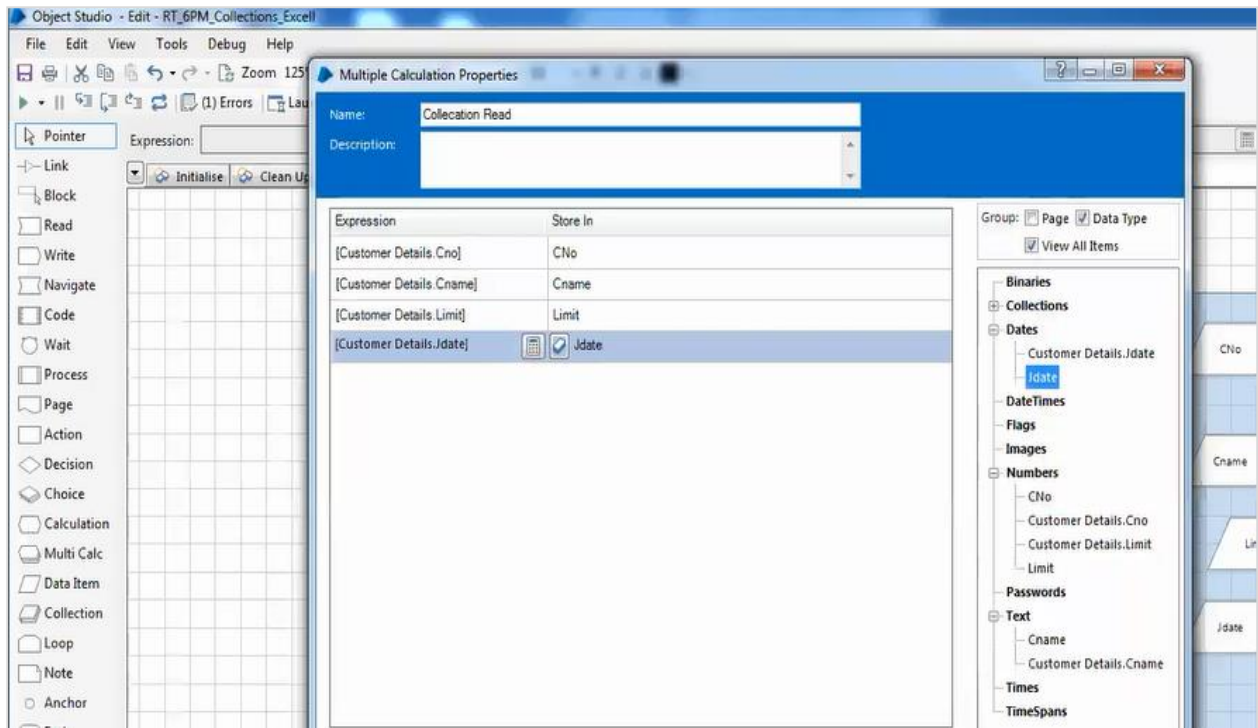 Object Studio - Edit - RT_6PM_Collections_Excell
File Edit View Tools Debug Help
Zoom 125
(1) Errors Lau
Pointer
Expression:
Link
Initialise Clean Up
Block
Read
Write
Navigate
Code
Wait
Process
Page
Action
Decision
Choice
Calculation
Multi Calc
Data Item
Collection
Loop
Note
Anchor
Multiple Calculation Properties
Name: Collecation Read
Description:
Expression Store In
[Customer Details.Cno] CNo
[Customer Details.Cname] Cname
[Customer Details.Limit] Limit
[Customer Details.Jdate] Jdate
Group: Page Data Type
View All Items
Binaries
Collections
Dates
Customer Details.Jdate
Jdate
DateTimes
Flags
Images
Numbers
CNo
Customer Details.Cno
Customer Details.Limit
Limit
Passwords
Text
Cname
Customer Details.Cname
Times
TimeSpans
CNo
Cname
Jdate